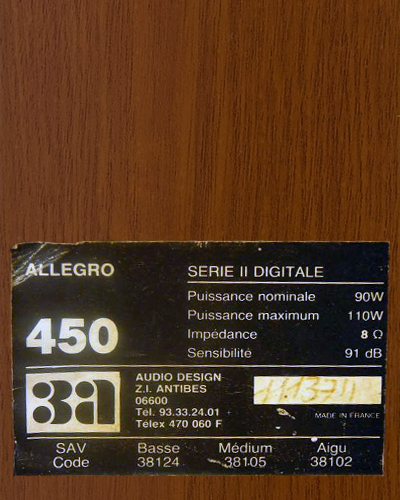 ALLEGRO
SERIE II DIGITALE
450
Puissance nominale 90W
Puissance maximum 110W
Impédance 8 Ω
Sensibilité 91 dB
3a
AUDIO DESIGN
Z.I. ANTIBES
06600
Tél. 93.33.24.01
Télex 470 060 F
MADE IN FRANCE
SAV Basse Médium Aigu
Code 38124 38105 38102